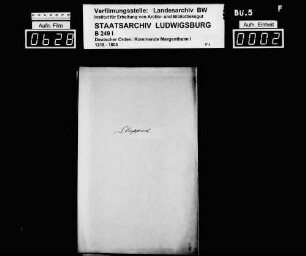 Verfilmungsstelle: Landesarchiv BW
Institut für Erhaltung von Archiv- und Bibliotheksgut
STAATSARCHIV LUDWIGSBURG
B 249 I
Deutscher Orden: Kommende Mergentheim I
Bu.5
F
Aufn. Film
0628
Aufn. Einheit
0002